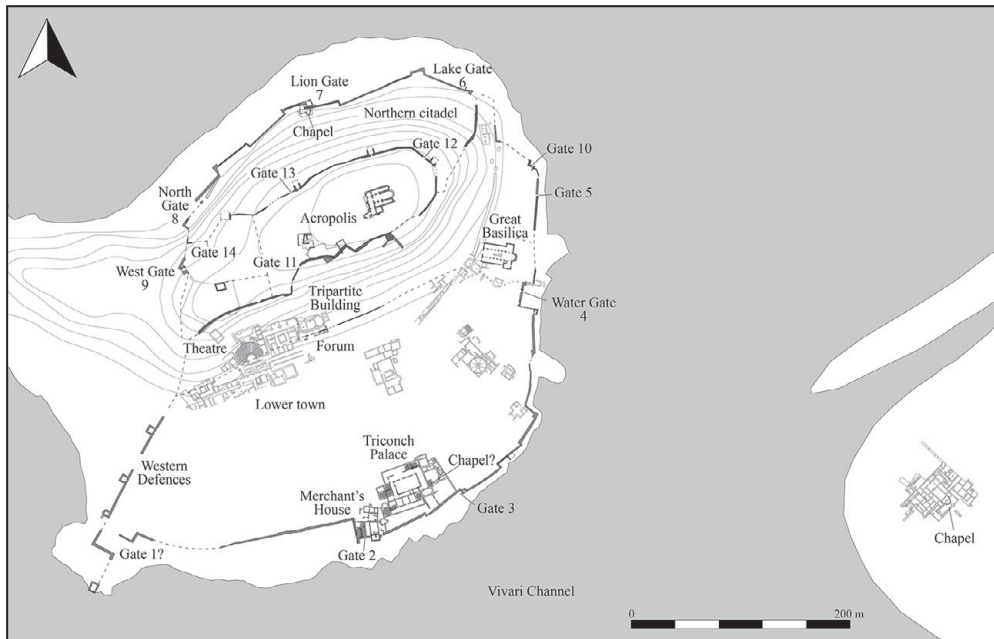 Lion Gate
7
Chapel
Lake Gate
6
Northern citadel
Gate 12
Gate 10
Gate 13
Gate 5
North
Gate
8
Acropolis
Great
Basilica
Gate 14
Gate 11
West Gate
9
Tripartite
Building
Water Gate
4
Theatre
Forum
Lower town
Triconch
Palace
Chapel?
Western
Defences
Merchant's
House
Gate 3
Gate 2
Gate 1?
Chapel
Vivari Channel
0
200 m